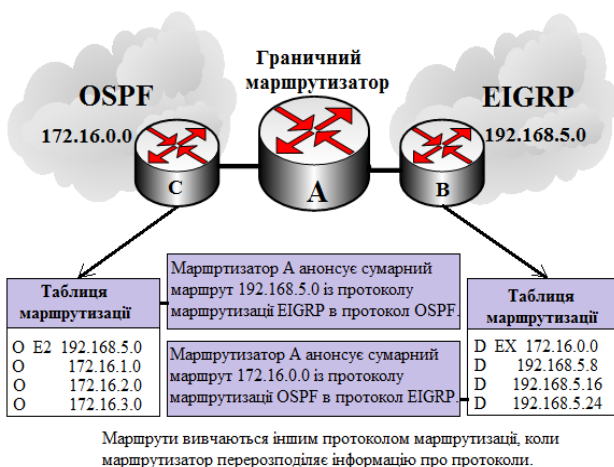 Граничний
маршрутизатор
OSPF
172.16.0.0
EIGRP
192.168.5.0
C
A
B
Таблиця
маршрутизації
O E2 192.168.5.0
O 172.16.1.0
O 172.16.2.0
O 172.16.3.0
Маршртизатор А анонсує сумарний
маршрут 192.168.5.0 із протоколу
маршрутизації EIGRP в протокол OSPF.
Маршрутизатор А анонсує сумарний
маршрут 172.16.0.0 із протоколу
маршрутизації OSPF в протокол EIGRP.
Таблиця
маршрутизації
D EX 172.16.0.0
D 192.168.5.8
D 192.168.5.16
D 192.168.5.24
Маршрути вивчаються іншим протоколом маршрутизації, коли
маршрутизатор перерозподіляє інформацію про протоколи.